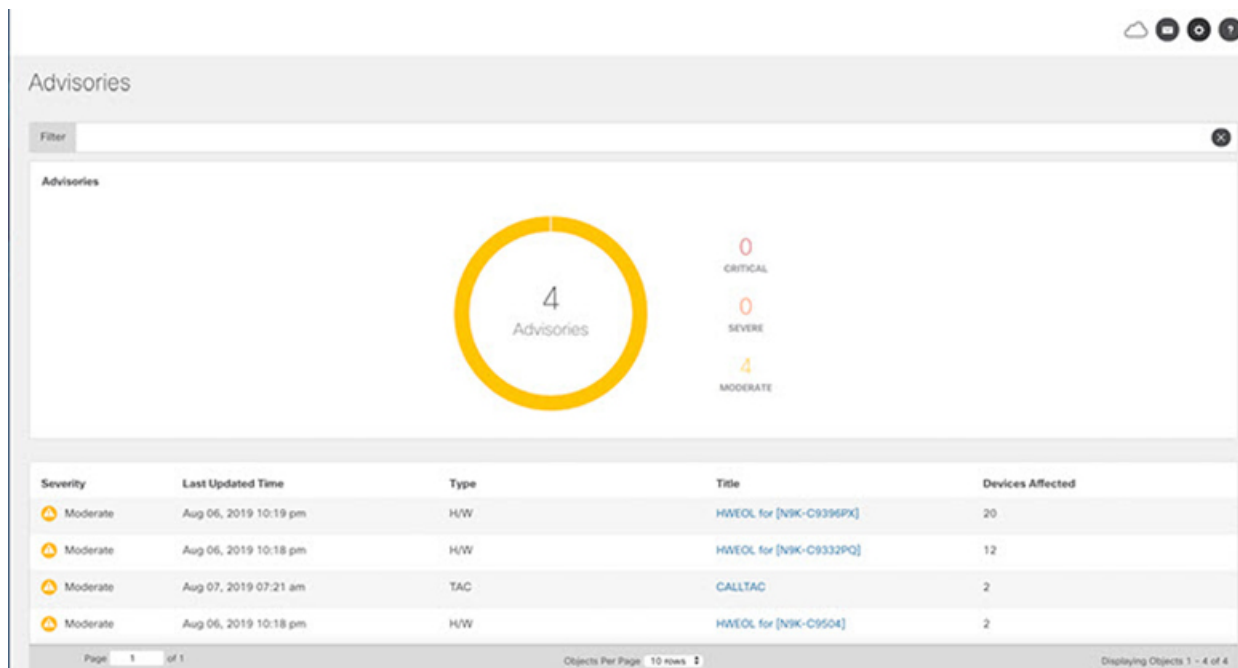 ?
Advisories
Filter
Advisories
4
Advisories
0
CRITICAL
0
SEVERE
4
MODERATE
Severity Last Updated Time Type Title Devices Affected
Moderate Aug 06, 2019 10:19 pm H/W HWEOL for [N9K-C9396PX] 20
Moderate Aug 06, 2019 10:18 pm H/W HWEOL for [N9K-C9332PQ] 12
Moderate Aug 07, 2019 07:21 am TAC CALLTAC 2
Moderate Aug 06, 2019 10:18 pm H/W HWEOL for [N9K-C9504] 2
Page 1 of 1 Objects Per Page 10 rows Displaying Objects 1 - 4 of 4